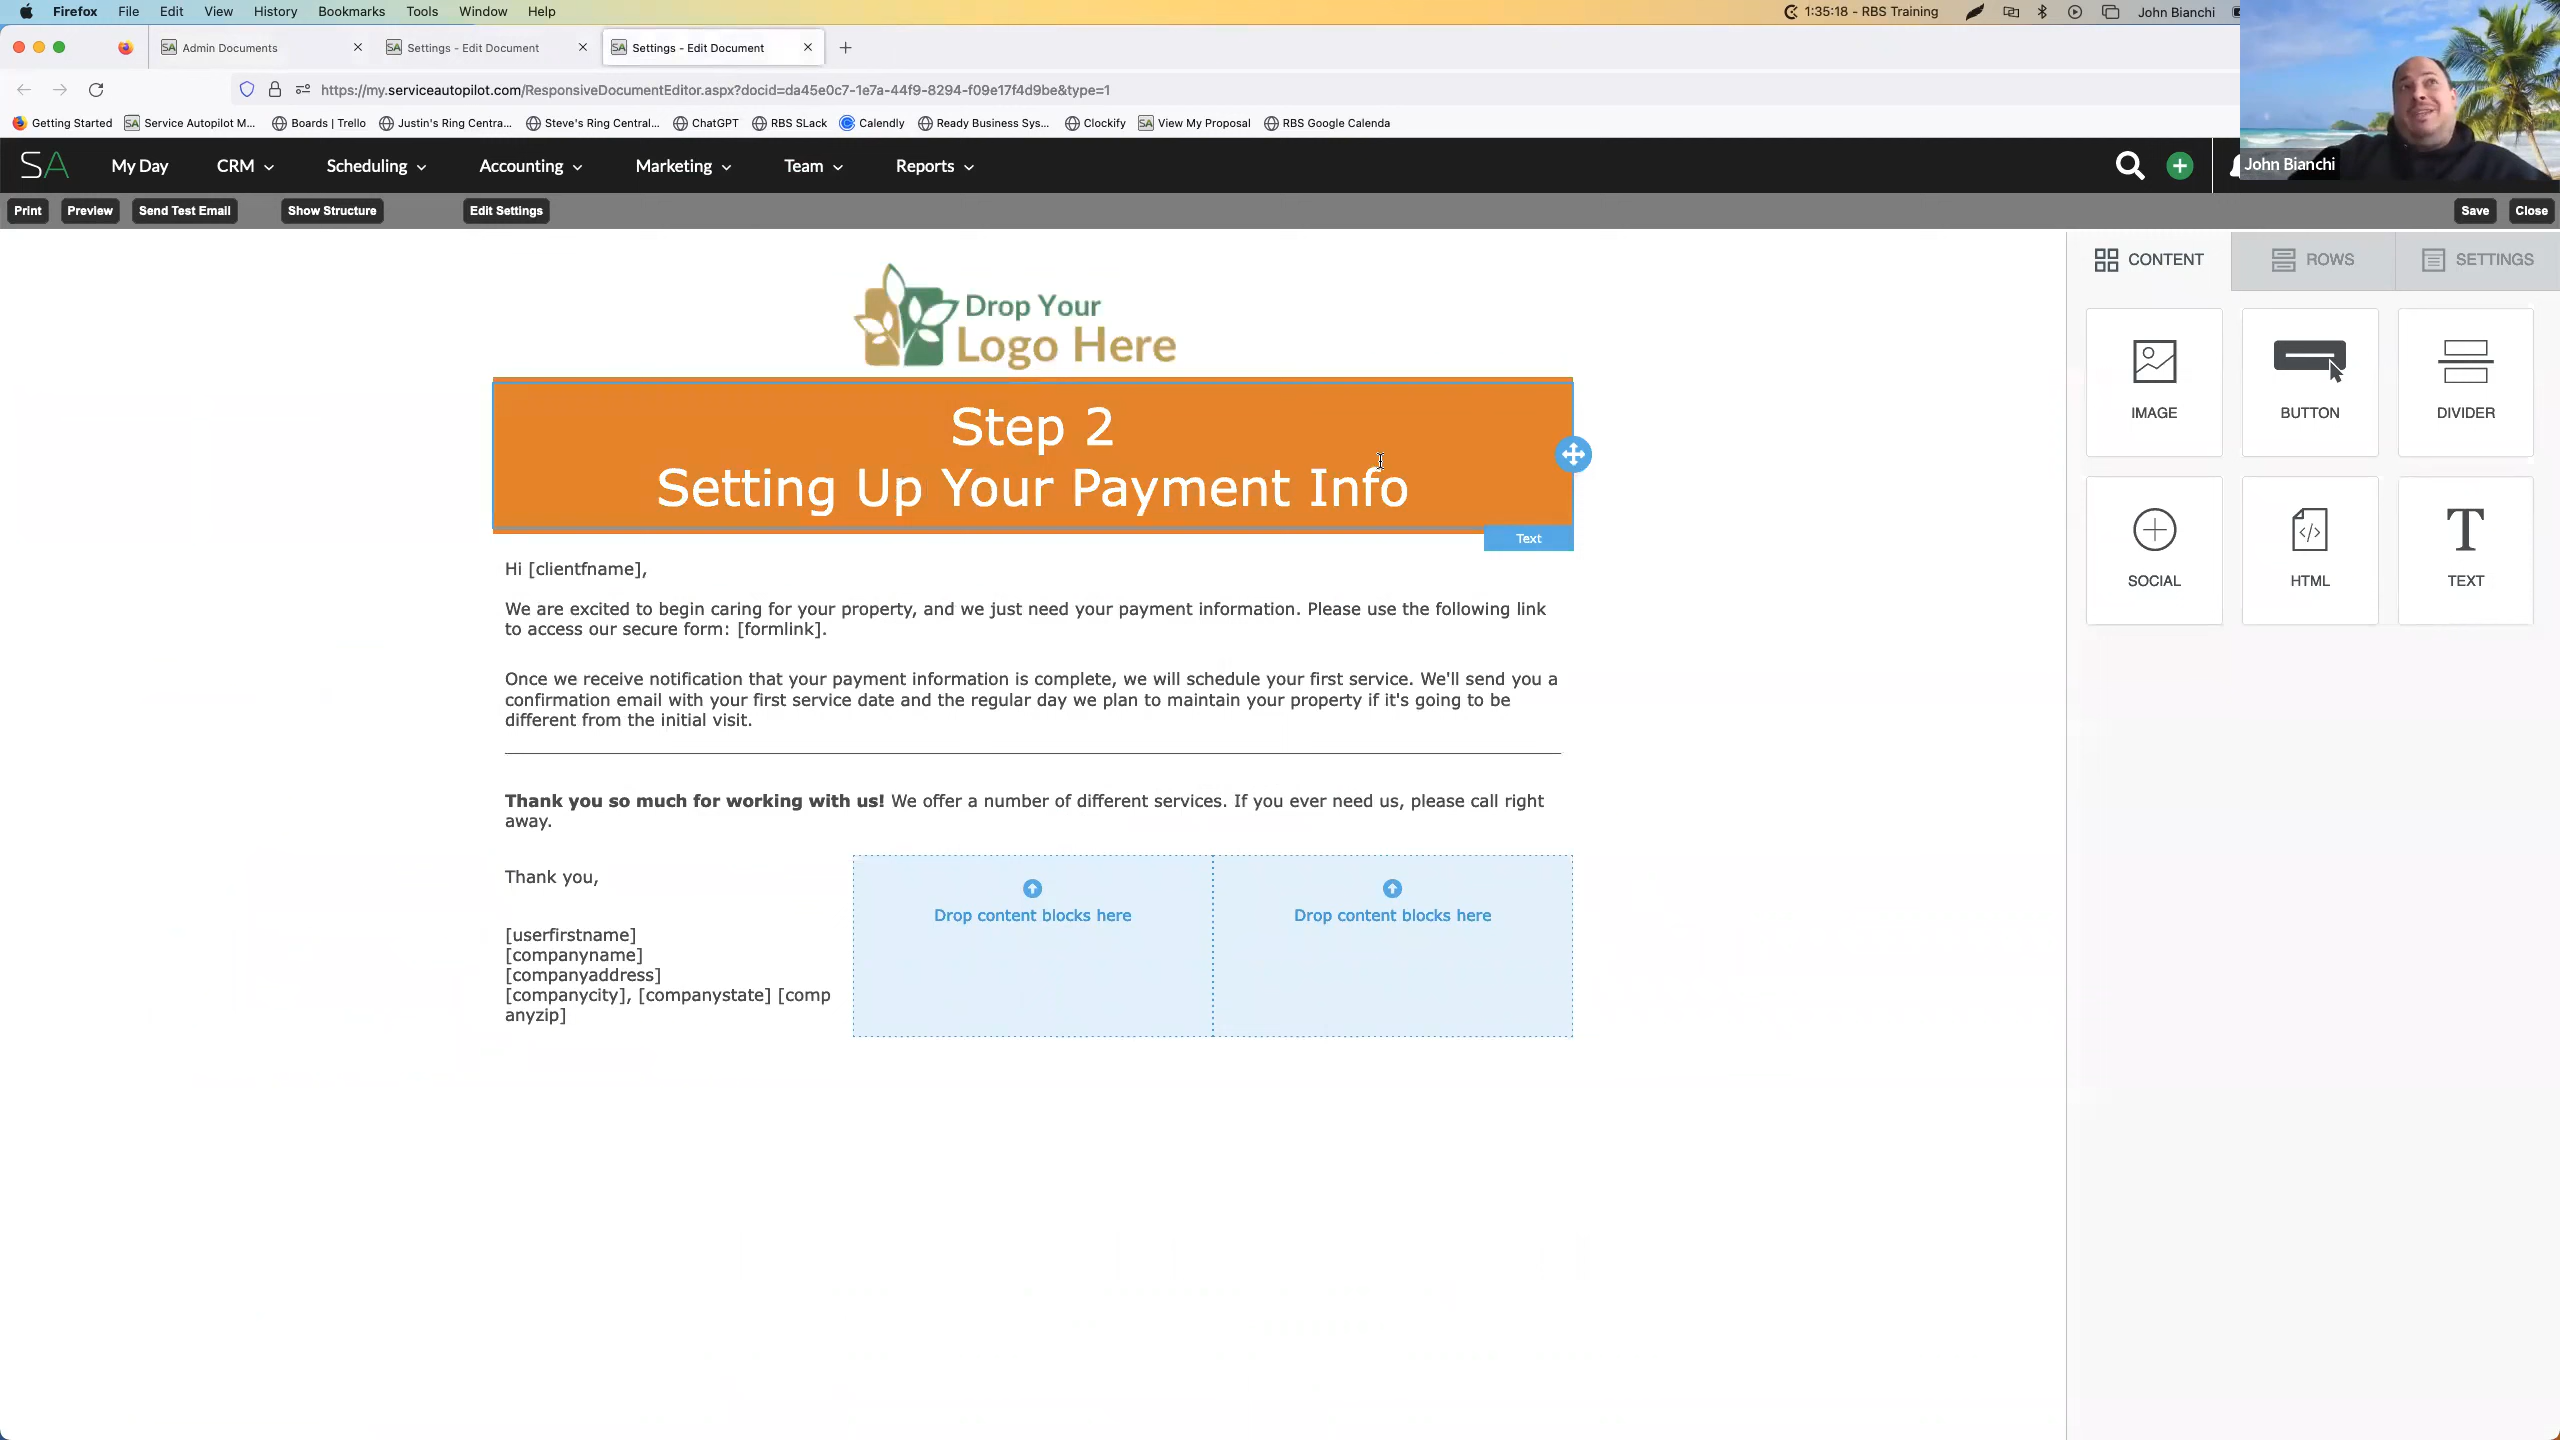 Firefox File Edit View History Bookmarks Tools Window Help
1:35:18 - RBS Training
John Bianchi
Admin Documents
Settings - Edit Document
Settings - Edit Document
https://my.serviceautopilot.com/ResponsiveDocumentEditor.aspx?docid=da45e0c7-1e7a-44f9-8294-f09e17f4d9be&type=1
Getting Started
Service Autopilot M...
Boards | Trello
Justin's Ring Centra...
Steve's Ring Central...
ChatGPT
RBS SLack
Calendly
Ready Business Sys...
Clockify
View My Proposal
RBS Google Calenda
John Bianchi
SA My Day CRM Scheduling Accounting Marketing Team Reports
Print Preview Send Test Email Show Structure Edit Settings Save Close
CONTENT ROWS SETTINGS
IMAGE BUTTON DIVIDER
SOCIAL HTML TEXT
Drop Your
Logo Here
Step 2
Setting Up Your Payment Info
Text
Hi [clientfname],
We are excited to begin caring for your property, and we just need your payment information. Please use the following link
to access our secure form: [formlink].
Once we receive notification that your payment information is complete, we will schedule your first service. We'll send you a
confirmation email with your first service date and the regular day we plan to maintain your property if it's going to be
different from the initial visit.
Thank you so much for working with us! We offer a number of different services. If you ever need us, please call right
away.
Thank you,
[userfirstname]
[companyname]
[companyaddress]
[companycity], [companystate] [comp
anyzip]
Drop content blocks here
Drop content blocks here